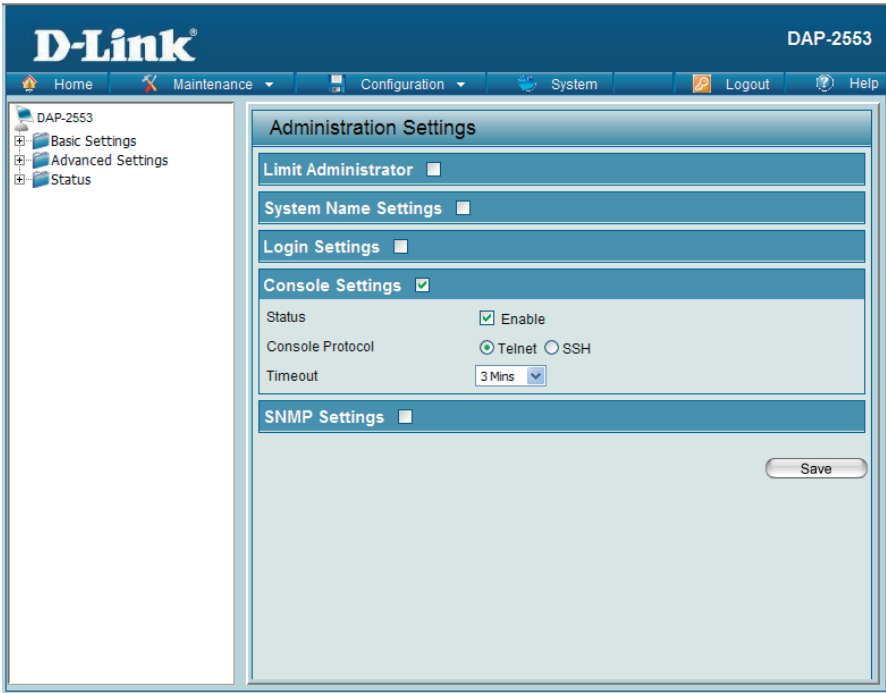 D-Link®
DAP-2553
Home Maintenance Configuration System Logout Help
DAP-2553
Basic Settings
Advanced Settings
Status
Administration Settings
Limit Administrator
System Name Settings
Login Settings
Console Settings
Status Enable
Console Protocol Telnet SSH
Timeout 3 Mins
SNMP Settings
Save